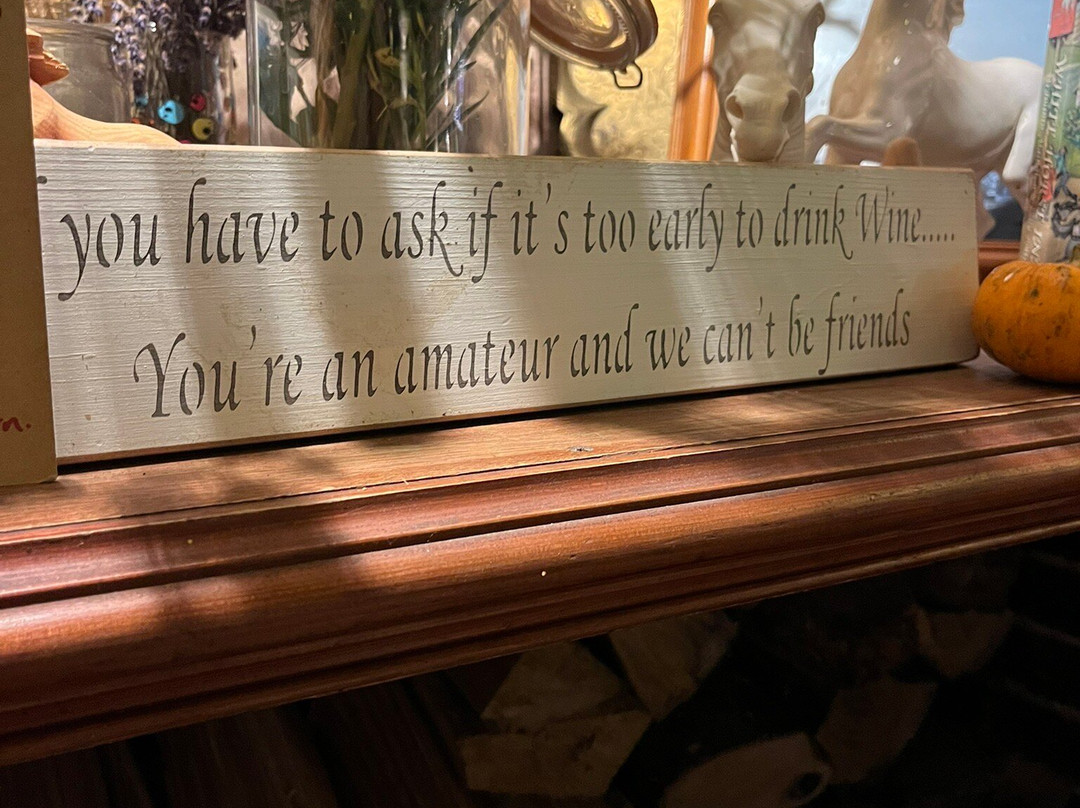 you have to ask if it's too early to drink Wine.....
You're an amateur and we can't be friends